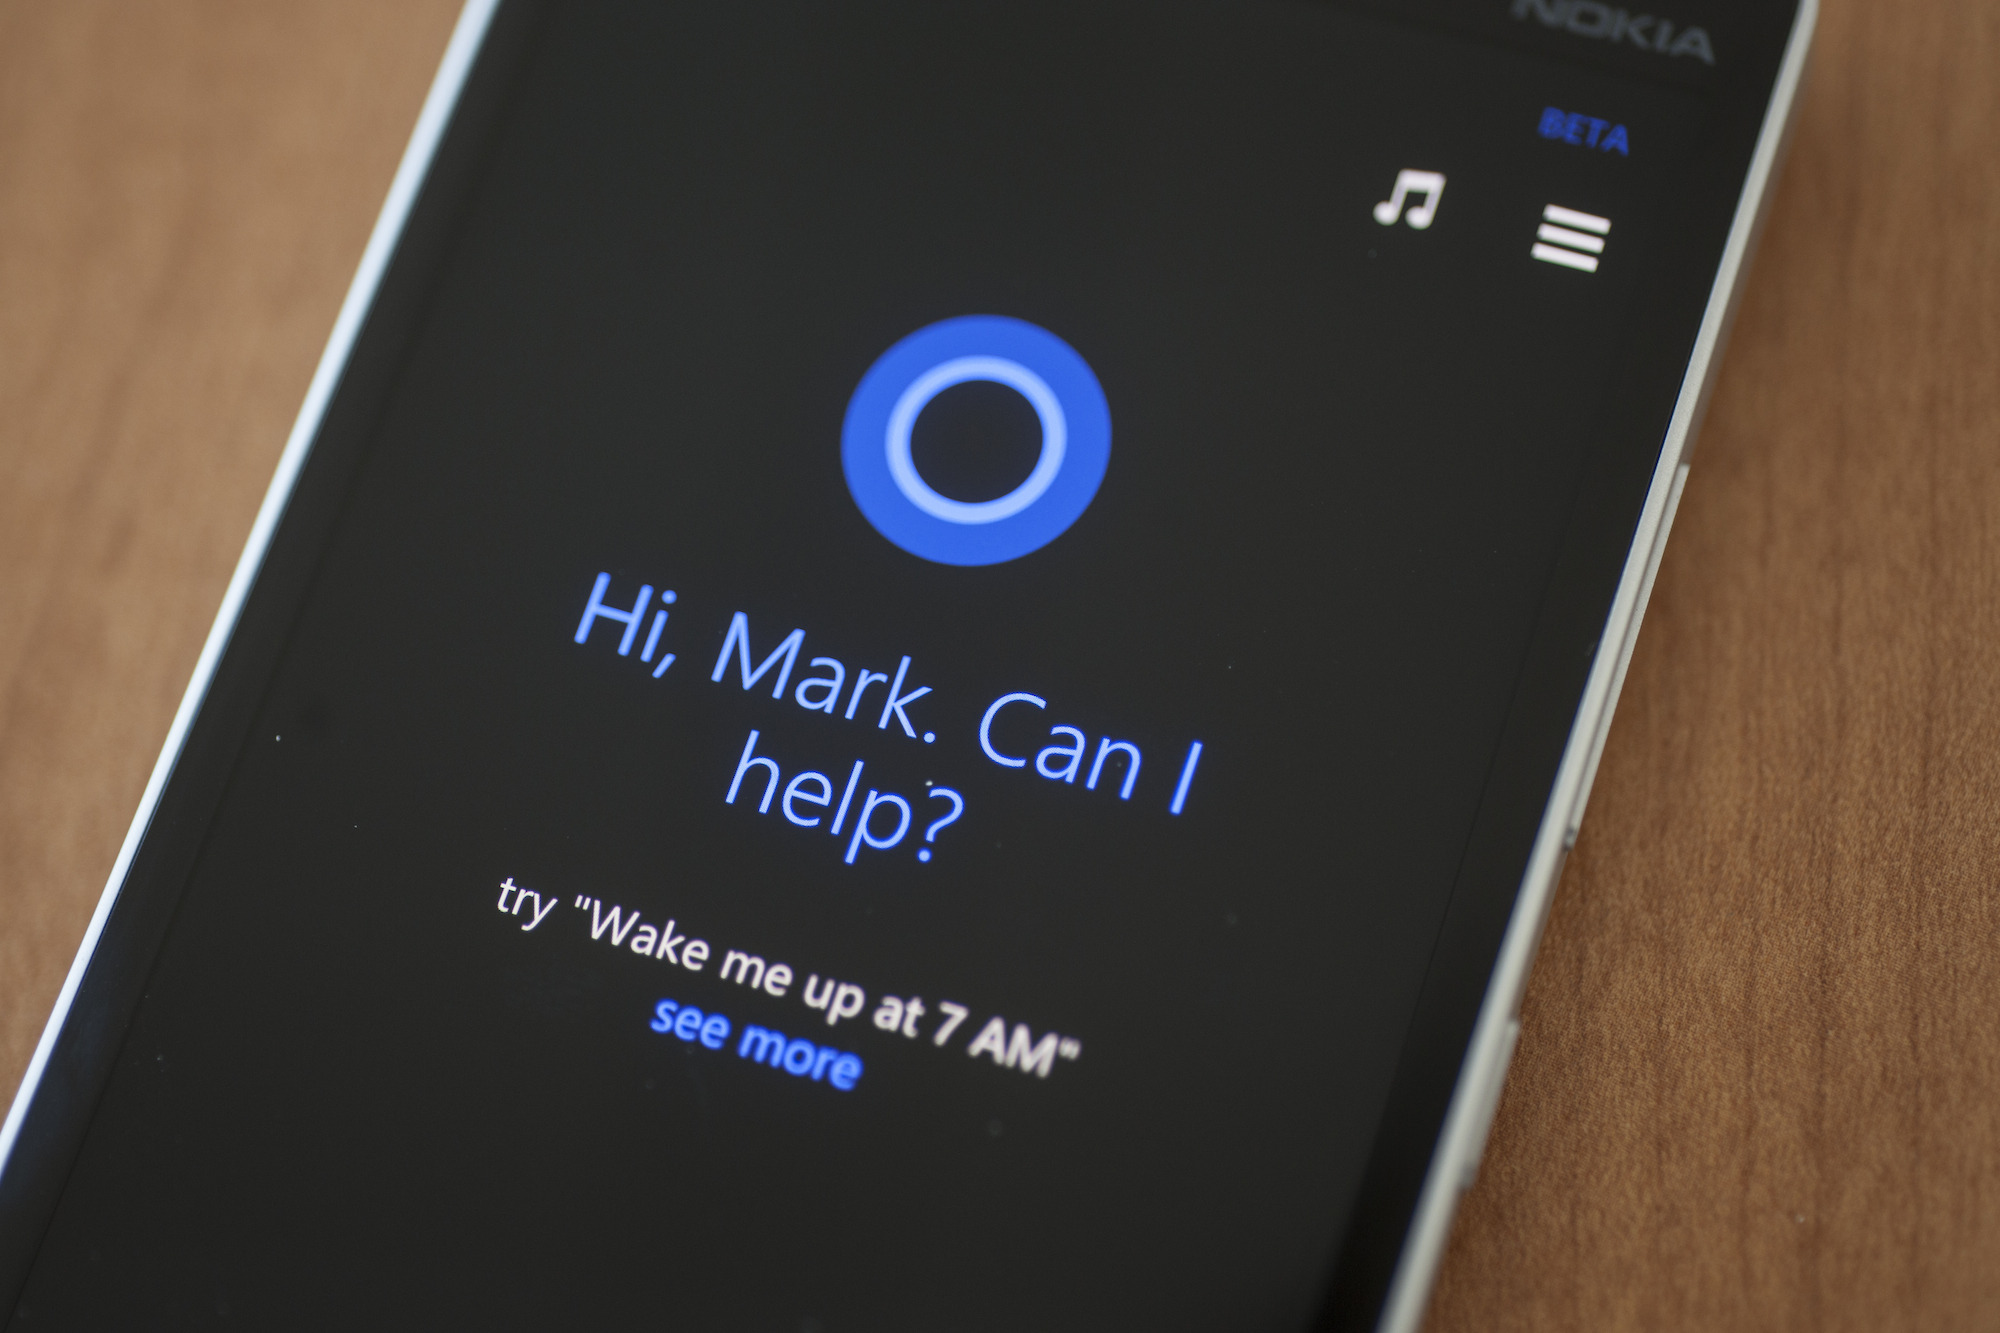 NOKIA
BETA
Hi, Mark. Can I
help?
try "Wake me up at 7 AM"
see more